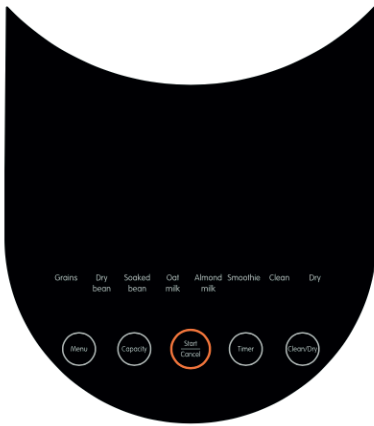 Grains Dry bean Soaked bean Oat milk Almond milk Smoothie Clean Dry
Menu Capacity Start Cancel Timer Clean/Dry